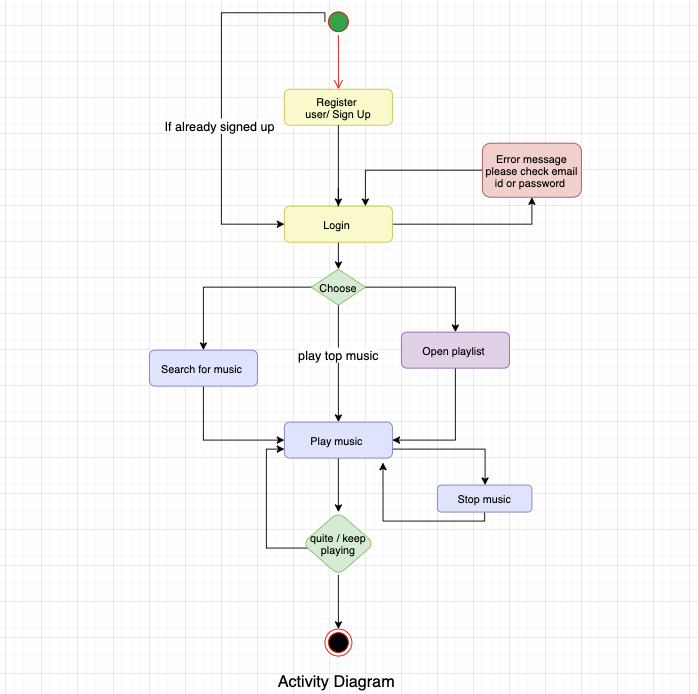 Register
user/ Sign Up
If already signed up
Error message
please check email
id or password
Login
Choose
play top music
Open playlist
Search for music
Play music
Stop music
quite / keep
playing
Activity Diagram